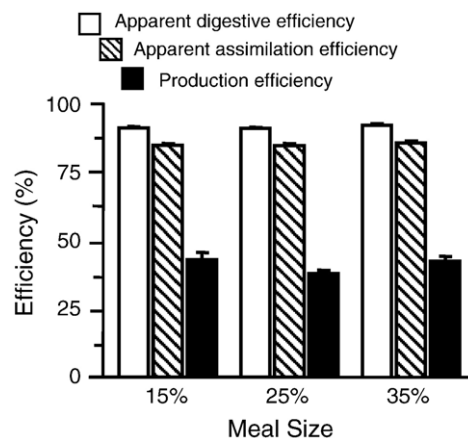 Apparent digestive efficiency
Apparent assimilation efficiency
Production efficiency
100
75
50
25
0
Efficiency (%)
15%
25%
35%
Meal Size